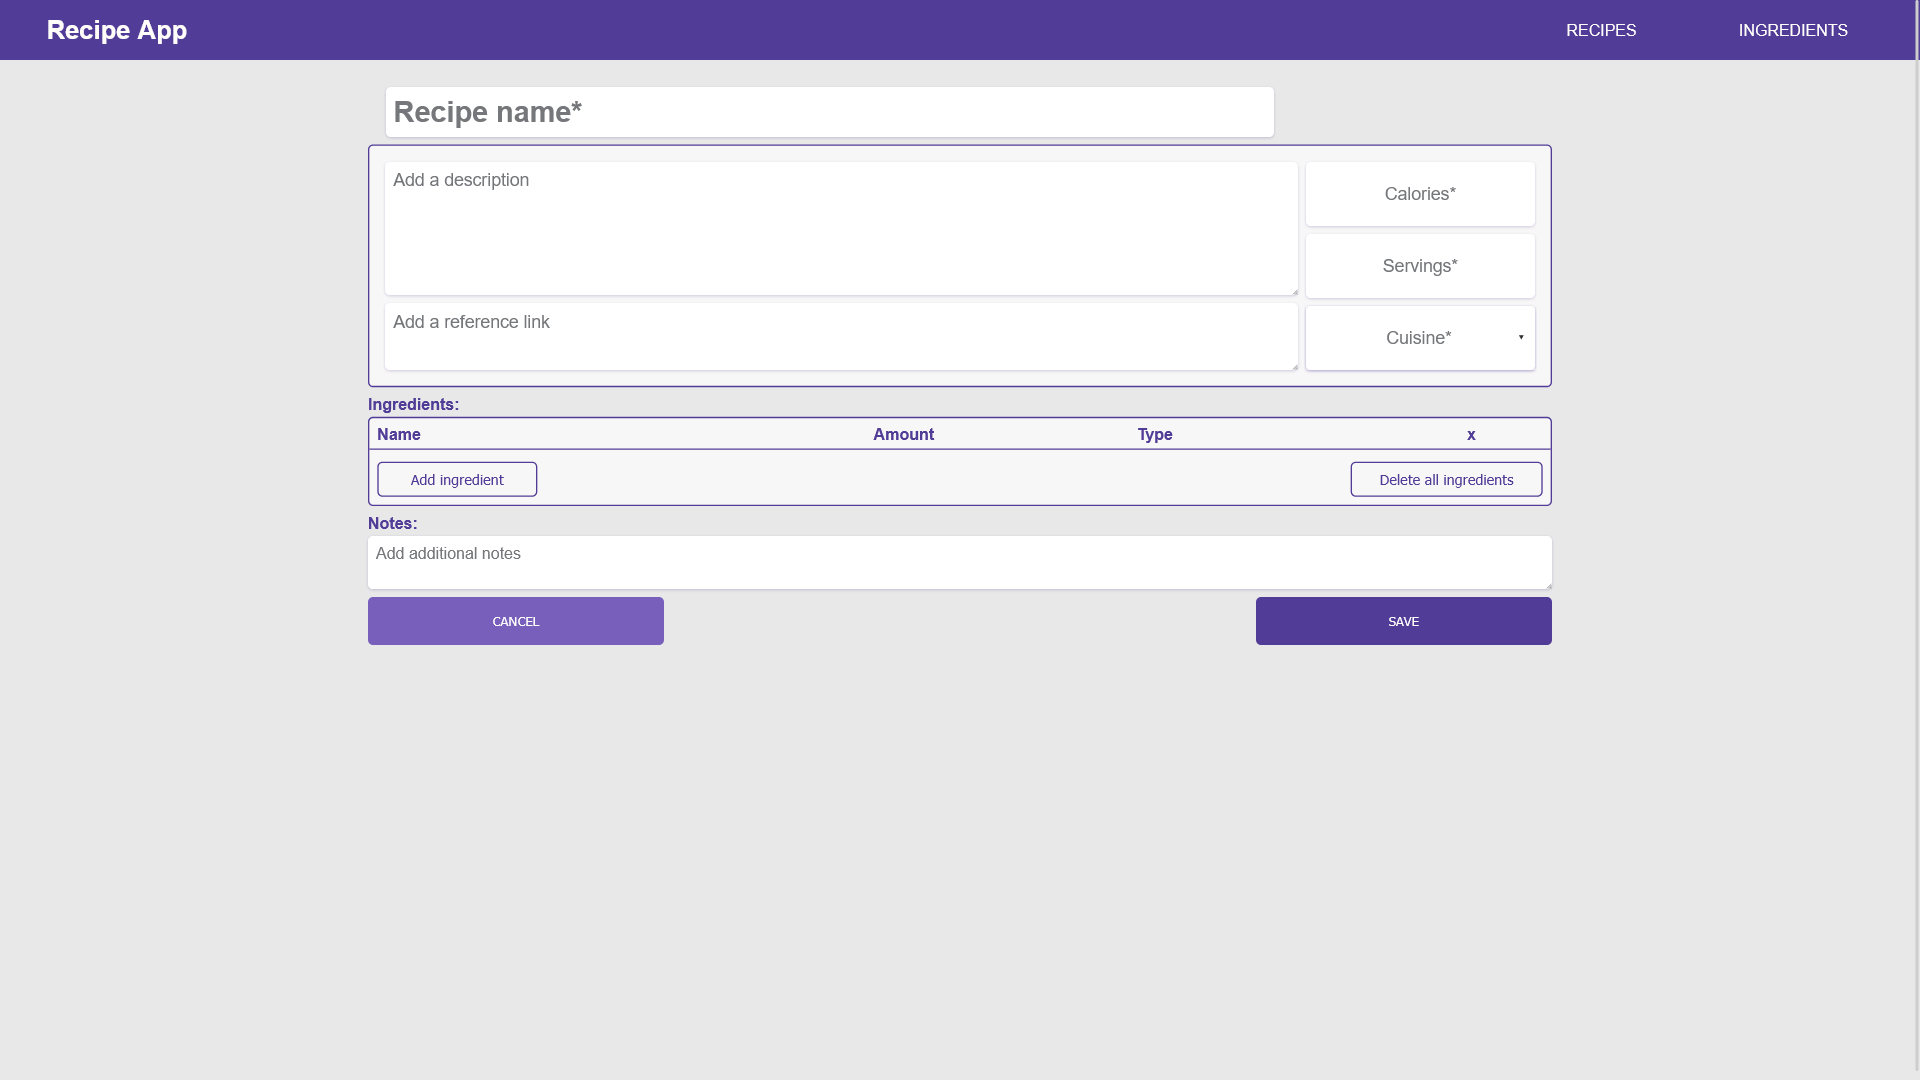 Recipe App
RECIPES
INGREDIENTS
Recipe name*
Add a description
Calories*
Servings*
Add a reference link
Cuisine*
Ingredients:
Name Amount Type x
Add ingredient
Delete all ingredients
Notes:
Add additional notes
CANCEL
SAVE